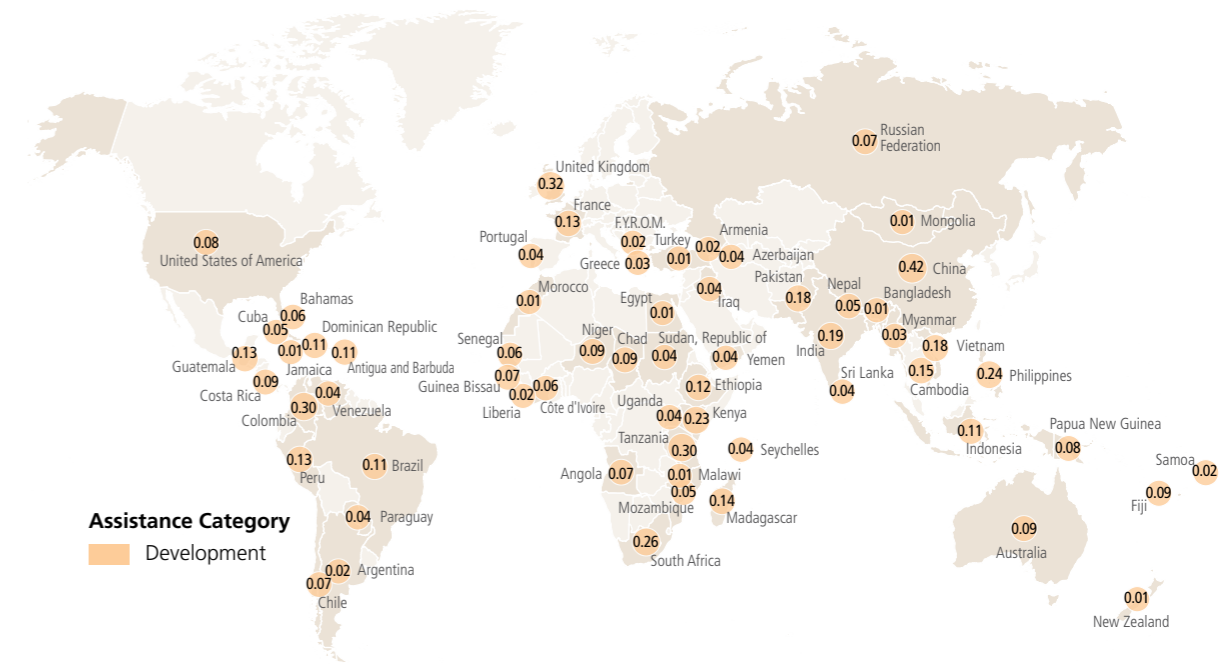 0.07
Russian
Federation
United Kingdom
0.32
France
0.13
F.Y.R.O.M.
0.02
Turkey
0.01
Armenia
0.02
0.04
Azerbaijan
0.01
Mongolia
Portugal
0.04
Greece
0.03
0.08
United States of America
0.42
China
Pakistan
0.18
Nepal
0.05
Bangladesh
0.01
Morocco
0.01
Egypt
0.01
0.04
Iraq
Myanmar
0.03
Bahamas
0.06
Cuba
0.05
Dominican Republic
0.11
0.01
Jamaica
0.11
Antigua and Barbuda
Guatemala
0.13
Costa Rica
0.09
Senegal
0.06
Niger
0.09
Chad
0.09
Sudan, Republic of
0.04
0.04
Yemen
India
0.19
0.18
Vietnam
0.15
Cambodia
0.24
Philippines
Sri Lanka
0.04
0.07
Guinea Bissau
0.02
Liberia
0.06
Côte d'Ivoire
0.12
Ethiopia
Uganda
0.04
0.23
Kenya
0.04
Venezuela
0.30
Colombia
Tanzania
0.30
0.04
Seychelles
0.11
Indonesia
Papua New Guinea
0.08
Samoa
0.02
0.13
Peru
0.11
Brazil
Angola
0.07
0.01
Malawi
0.05
Mozambique
0.14
Madagascar
0.09
Fiji
0.04
Paraguay
0.26
South Africa
0.09
Australia
Assistance Category
Development
0.02
Argentina
0.07
Chile
0.01
New Zealand